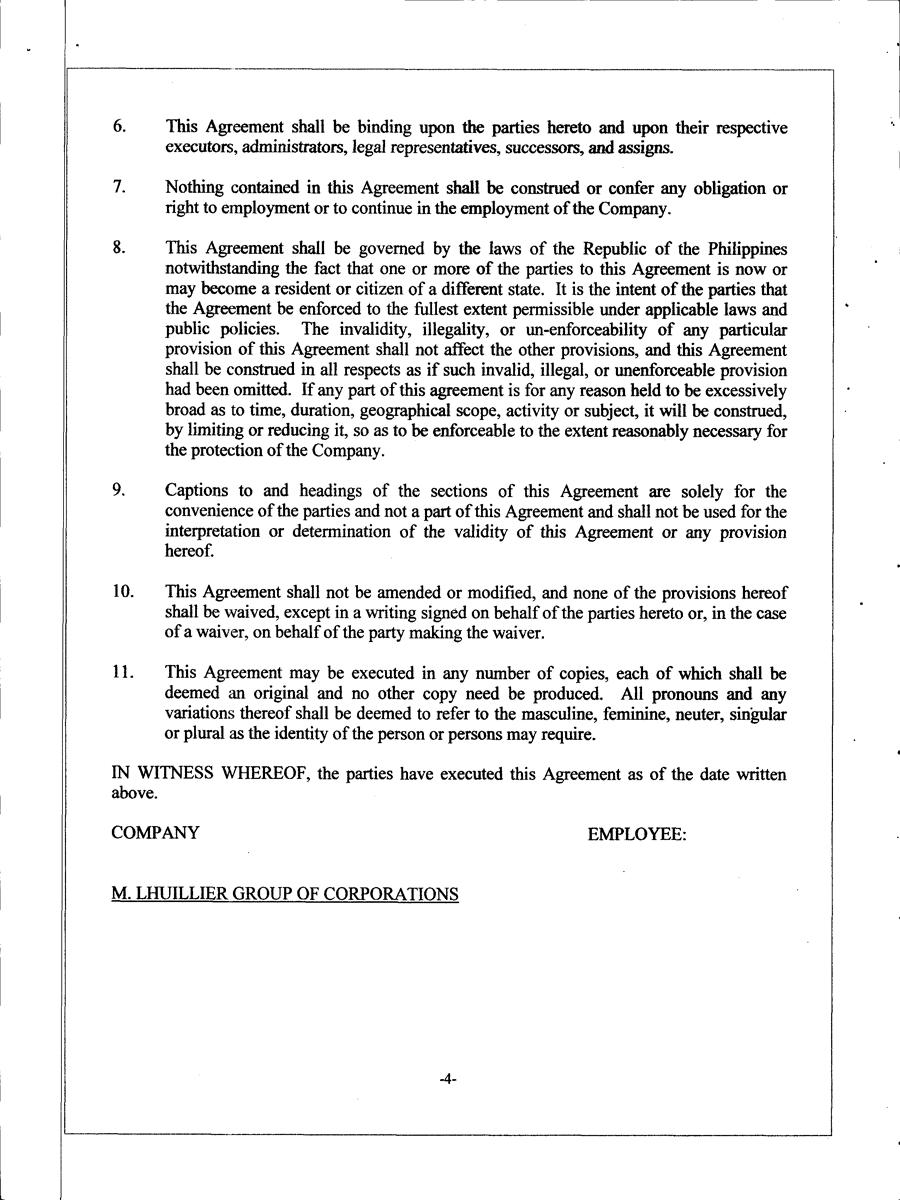 6. This Agreement shall be binding upon the parties hereto and upon their respective
executors, administrators, legal representatives, successors, and assigns.
7. Nothing contained in this Agreement shall be construed or confer any obligation or
right to employment or to continue in the employment of the Company.
8. This Agreement shall be governed by the laws of the Republic of the Philippines
notwithstanding the fact that one or more of the parties to this Agreement is now or
may become a resident or citizen of a different state. It is the intent of the parties that
the Agreement be enforced to the fullest extent permissible under applicable laws and
public policies. The invalidity, illegality, or un-enforceability of any particular
provision of this Agreement shall not affect the other provisions, and this Agreement
shall be construed in all respects as if such invalid, illegal, or unenforceable provision
had been omitted. If any part of this agreement is for any reason held to be excessively
broad as to time, duration, geographical scope, activity or subject, it will be construed,
by limiting or reducing it, so as to be enforceable to the extent reasonably necessary for
the protection of the Company.
9. Captions to and headings of the sections of this Agreement are solely for the
convenience of the parties and not a part of this Agreement and shall not be used for the
interpretation or determination of the validity of this Agreement or any provision
hereof.
10. This Agreement shall not be amended or modified, and none of the provisions hereof
shall be waived, except in a writing signed on behalf of the parties hereto or, in the case
of a waiver, on behalf of the party making the waiver.
11. This Agreement may be executed in any number of copies, each of which shall be
deemed an original and no other copy need be produced. All pronouns and any
variations thereof shall be deemed to refer to the masculine, feminine, neuter, singular
or plural as the identity of the person or persons may require.
IN WITNESS WHEREOF, the parties have executed this Agreement as of the date written
above.
COMPANY EMPLOYEE:
M. LHUILLIER GROUP OF CORPORATIONS
-4-